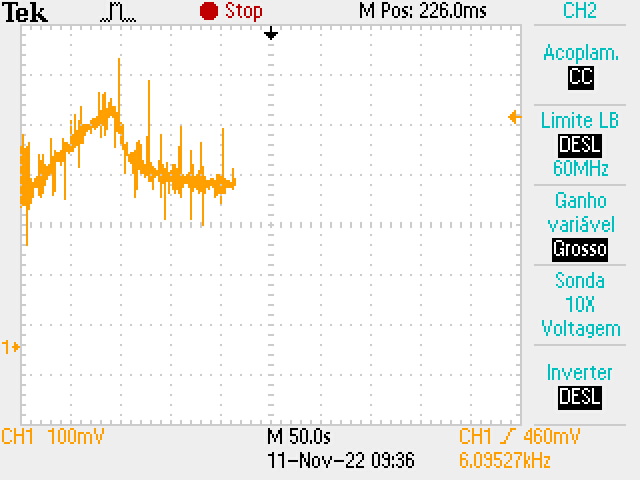 Tek Stop M Pos: 226.0ms CH2
Acoplam.
CC
Limite LB
DESL
60MHz
Ganho
variável
Grosso
Sonda
10X
Voltagem
1
Inverter
DESL
CH1 100mV M 50.0s CH1 460mV
11-Nov-22 09:36 6.09527kHz